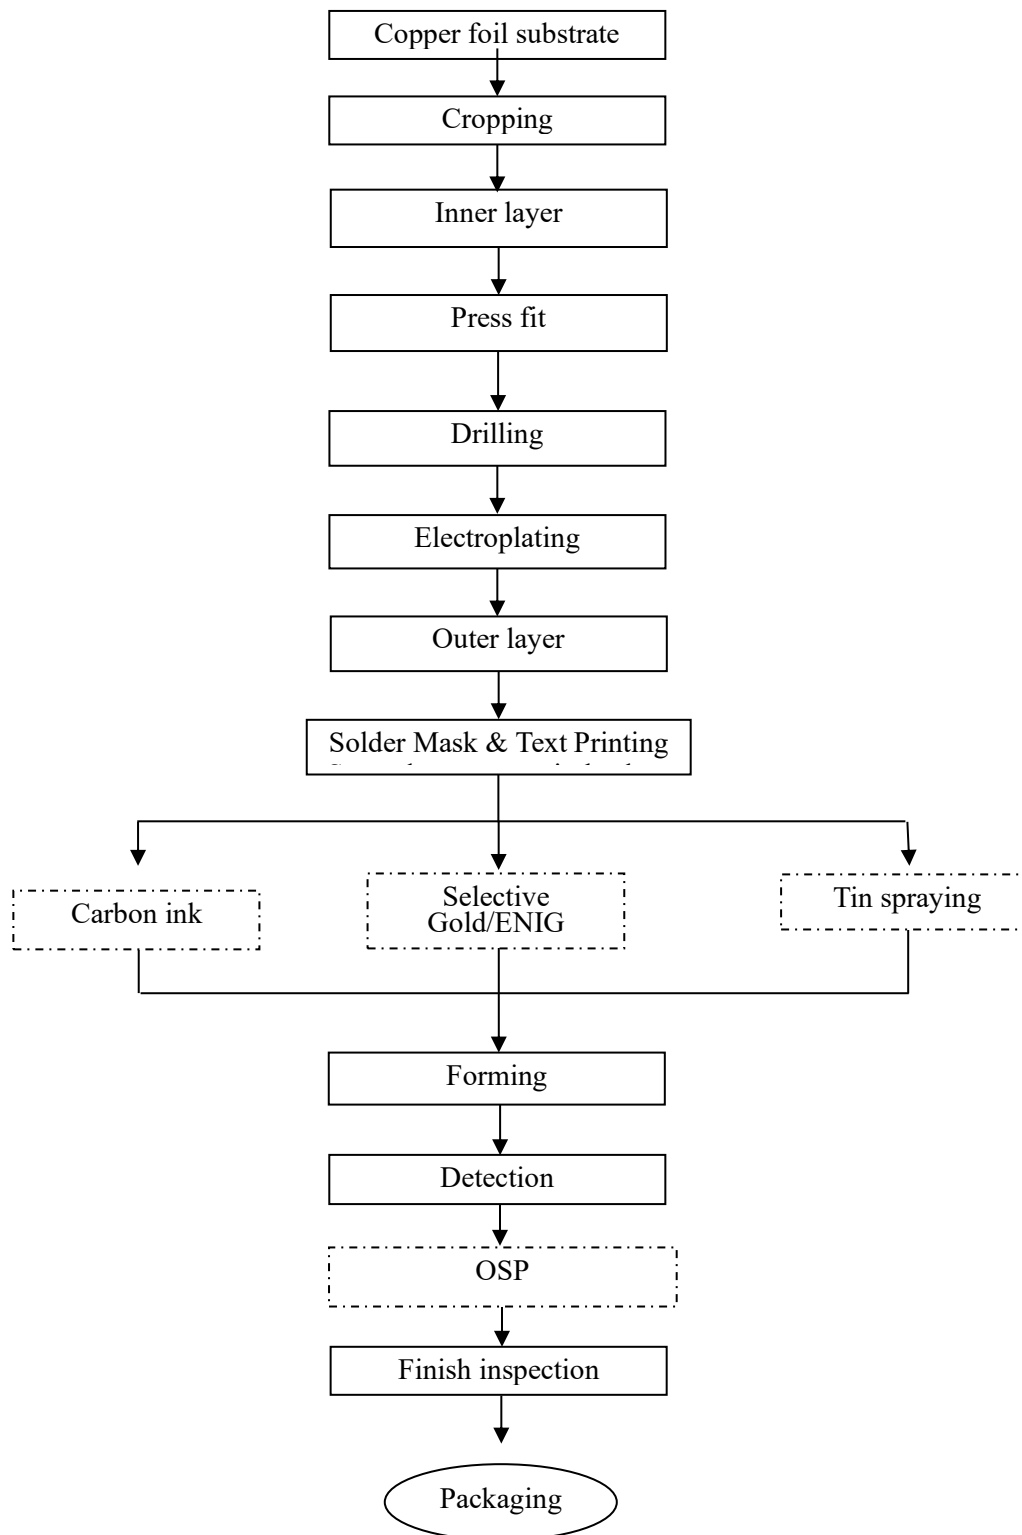 Copper foil substrate
Cropping
Inner layer
Press fit
Drilling
Electroplating
Outer layer
Solder Mask & Text Printing
Carbon ink
Selective
Gold/ENIG
Tin spraying
Forming
Detection
OSP
Finish inspection
Packaging